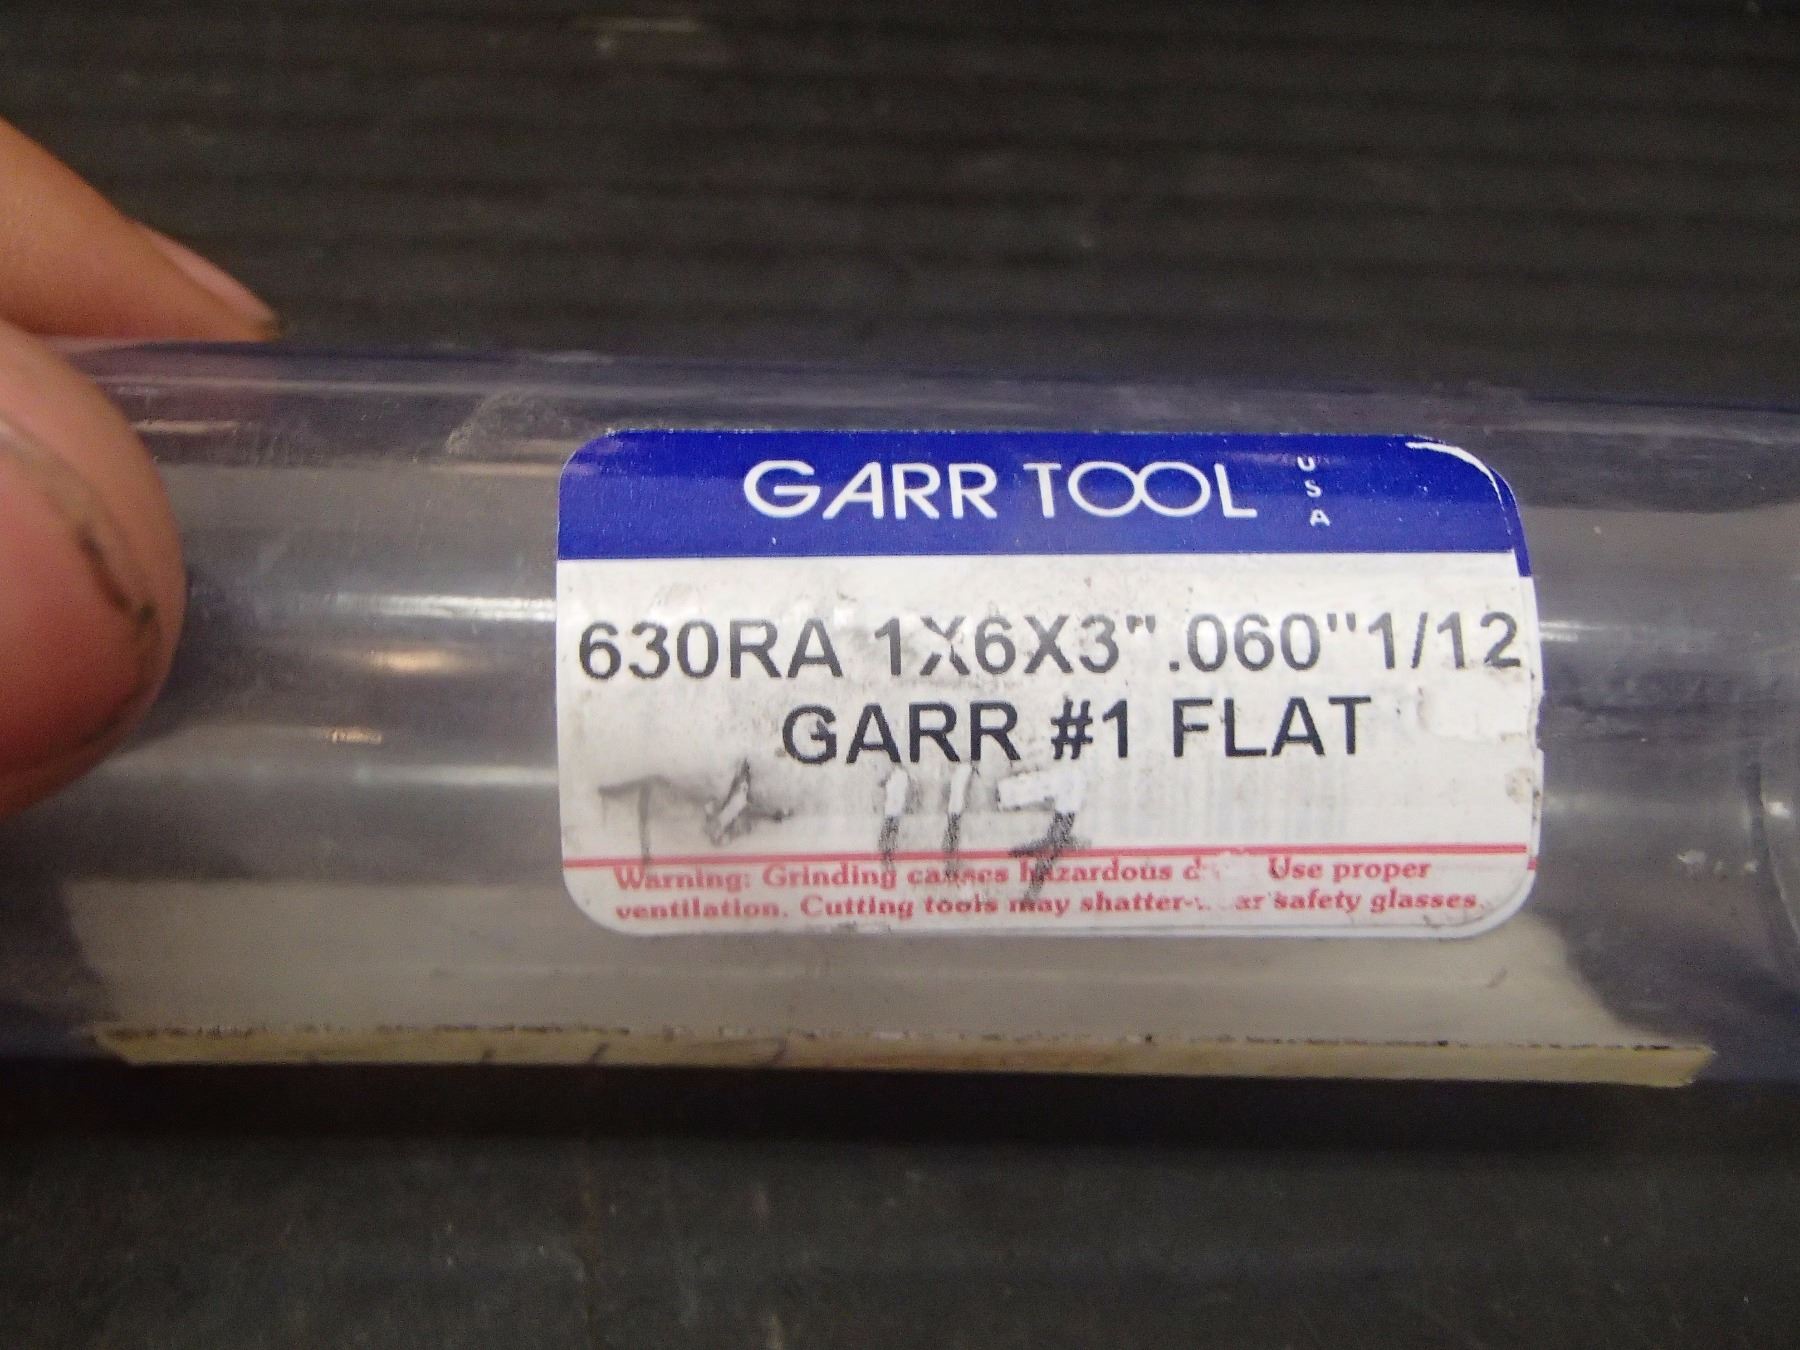 GARR TOOL USA
630RA 1X6X3" .060"1/12
GARR #1 FLAT
117
Warning: Grinding causes hazardous Use proper
ventilation. Cutting tools may shatter- safety glasses.